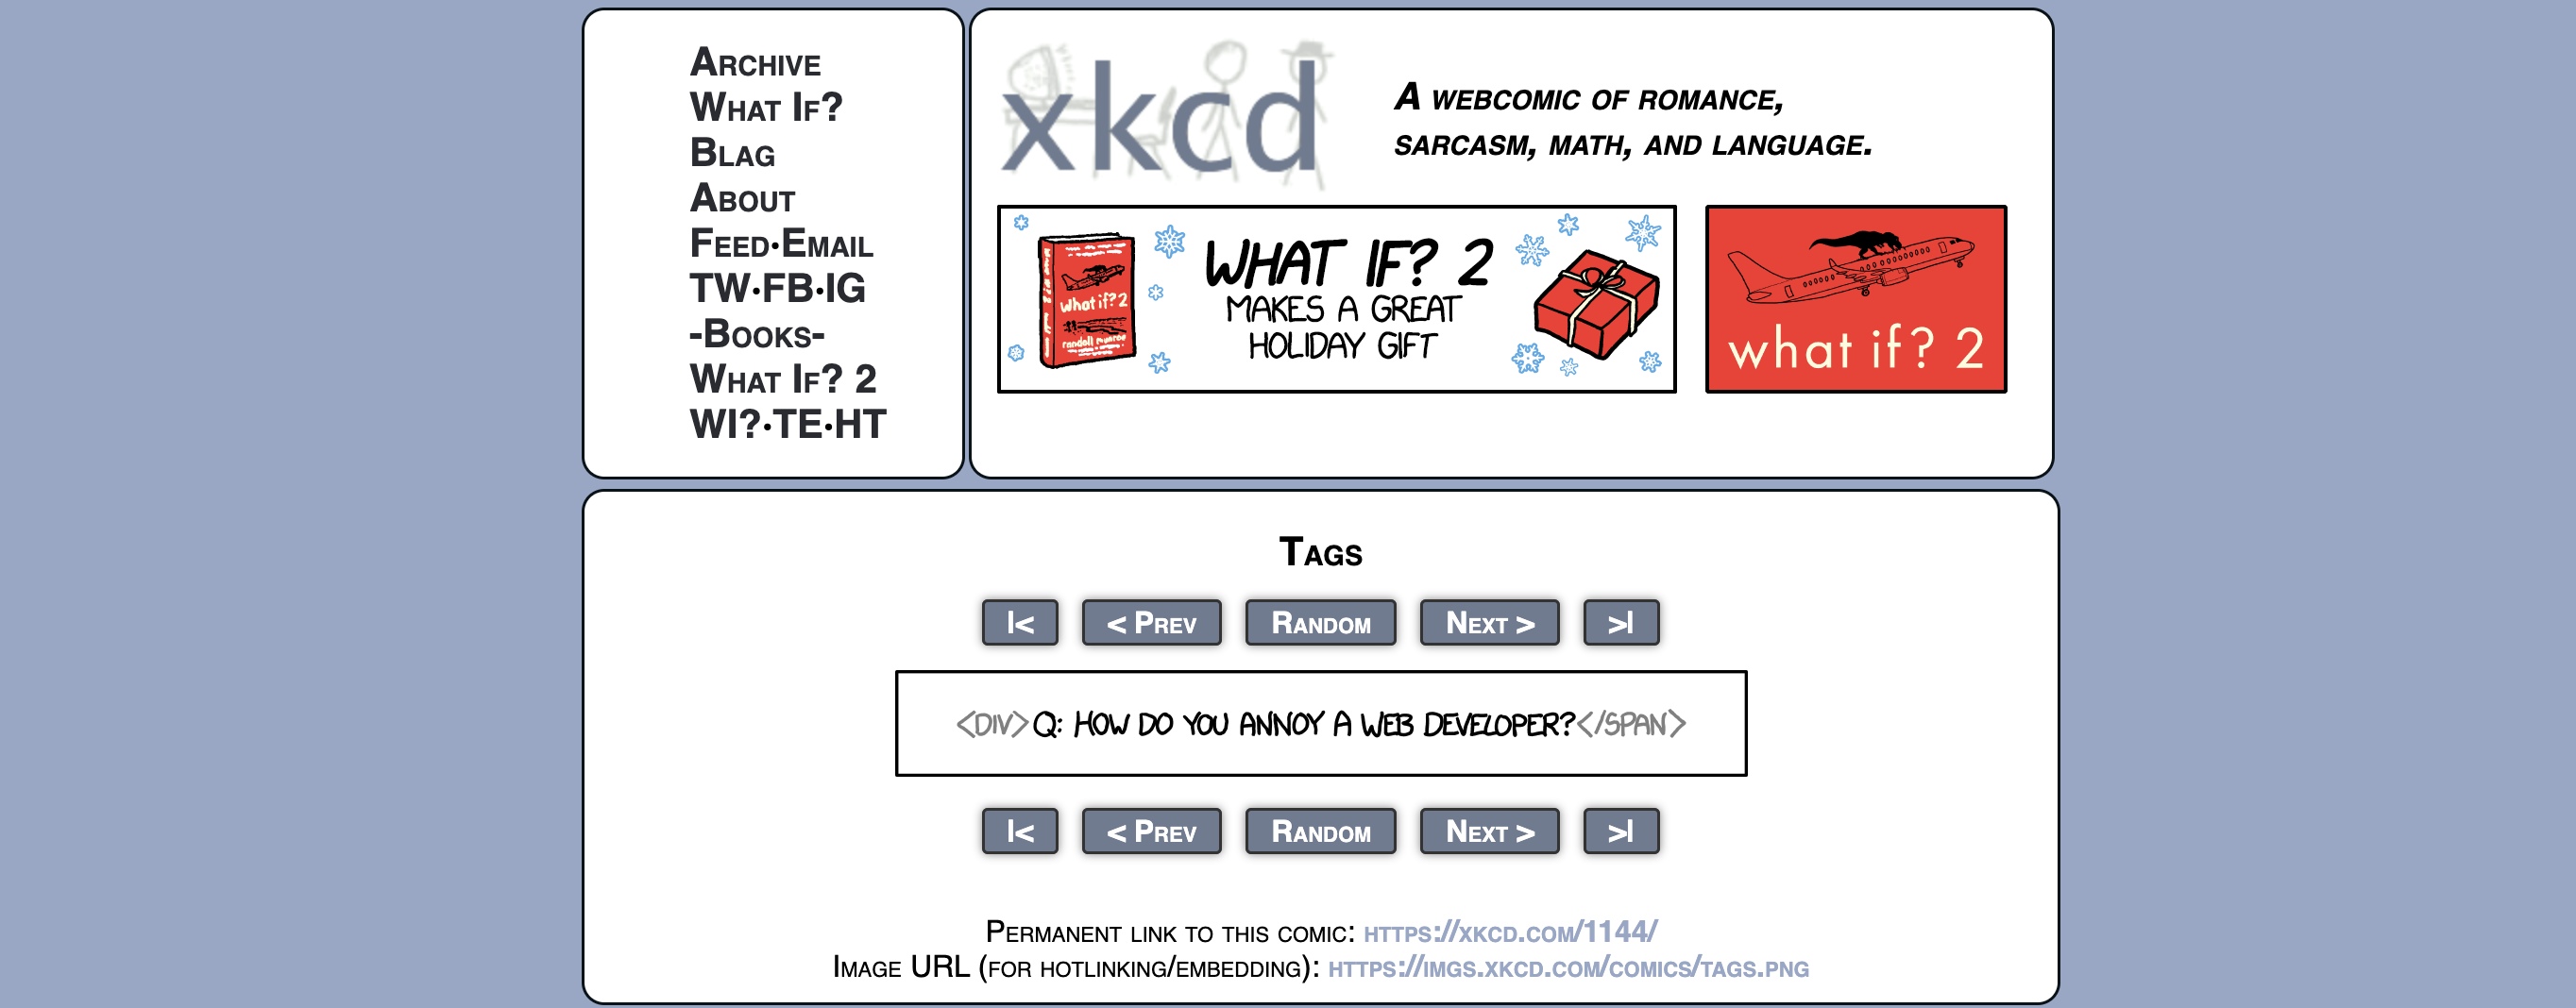 Archive
What If?
Blag
About
Feed•Email
TW•FB•IG
-Books-
What If? 2
WI?•TE•HT
xkcd
A webcomic of romance,
sarcasm, math, and language.
what if? 2
randall munroe
WHAT IF? 2
MAKES A GREAT
HOLIDAY GIFT
what if? 2
Tags
|<
< Prev
Random
Next >
>|
<DIV>Q: HOW DO YOU ANNOY A WEB DEVELOPER?</SPAN>
|<
< Prev
Random
Next >
>|
Permanent link to this comic: https://xkcd.com/1144/
Image URL (for hotlinking/embedding): https://imgs.xkcd.com/comics/tags.png